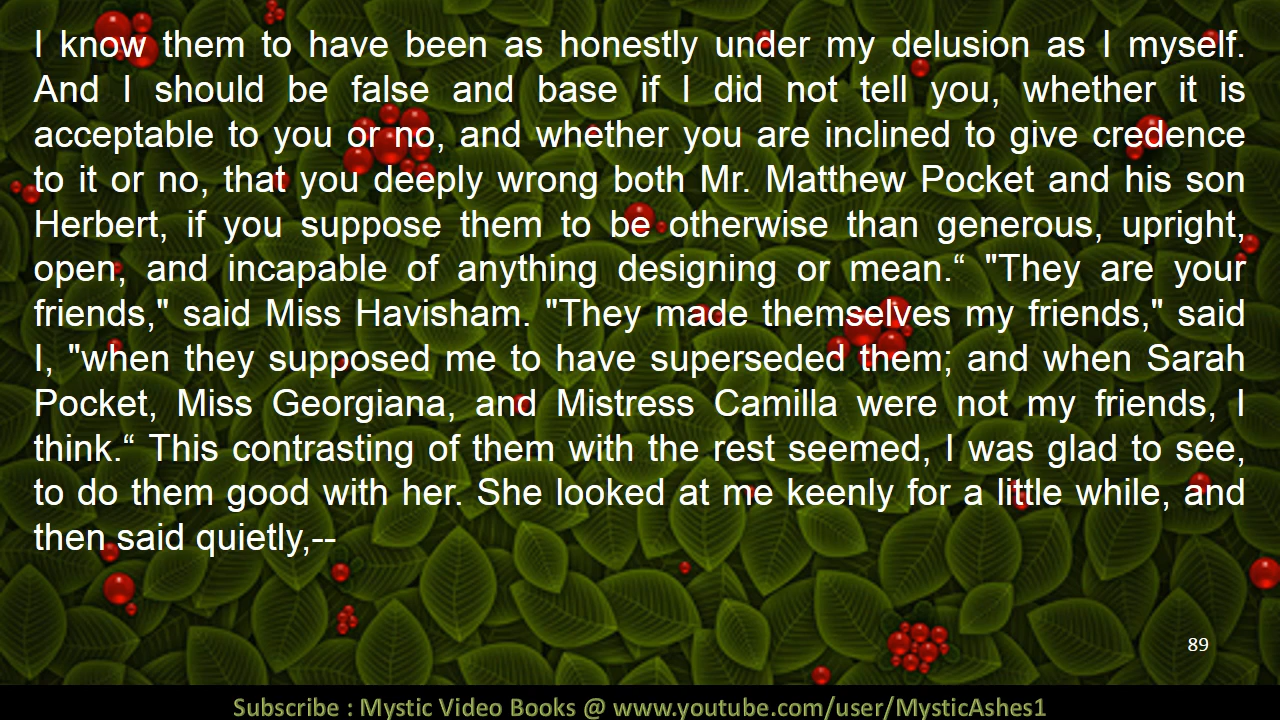 I know them to have been as honestly under my delusion as I myself.
And I should be false and base if I did not tell you, whether it is
acceptable to you or no, and whether you are inclined to give credence
to it or no, that you deeply wrong both Mr. Matthew Pocket and his son
Herbert, if you suppose them to be otherwise than generous, upright,
open, and incapable of anything designing or mean.“ "They are your
friends," said Miss Havisham. "They made themselves my friends," said
I, "when they supposed me to have superseded them; and when Sarah
Pocket, Miss Georgiana, and Mistress Camilla were not my friends, I
think.“ This contrasting of them with the rest seemed, I was glad to see,
to do them good with her. She looked at me keenly for a little while, and
then said quietly,--
89
Subscribe : Mystic Video Books @ www.youtube.com/user/MysticAshes1